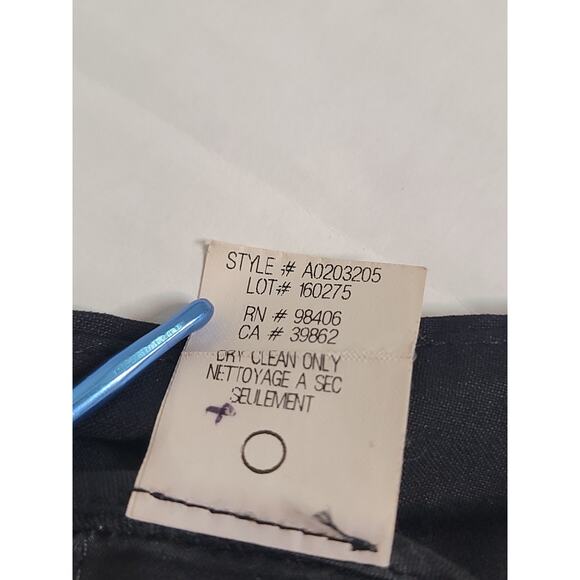 STYLE # A0203205
LOT# 160275
RN # 98406
CA # 39862
DRY CLEAN ONLY
NETTOYAGE A SEC
SEULEMENT